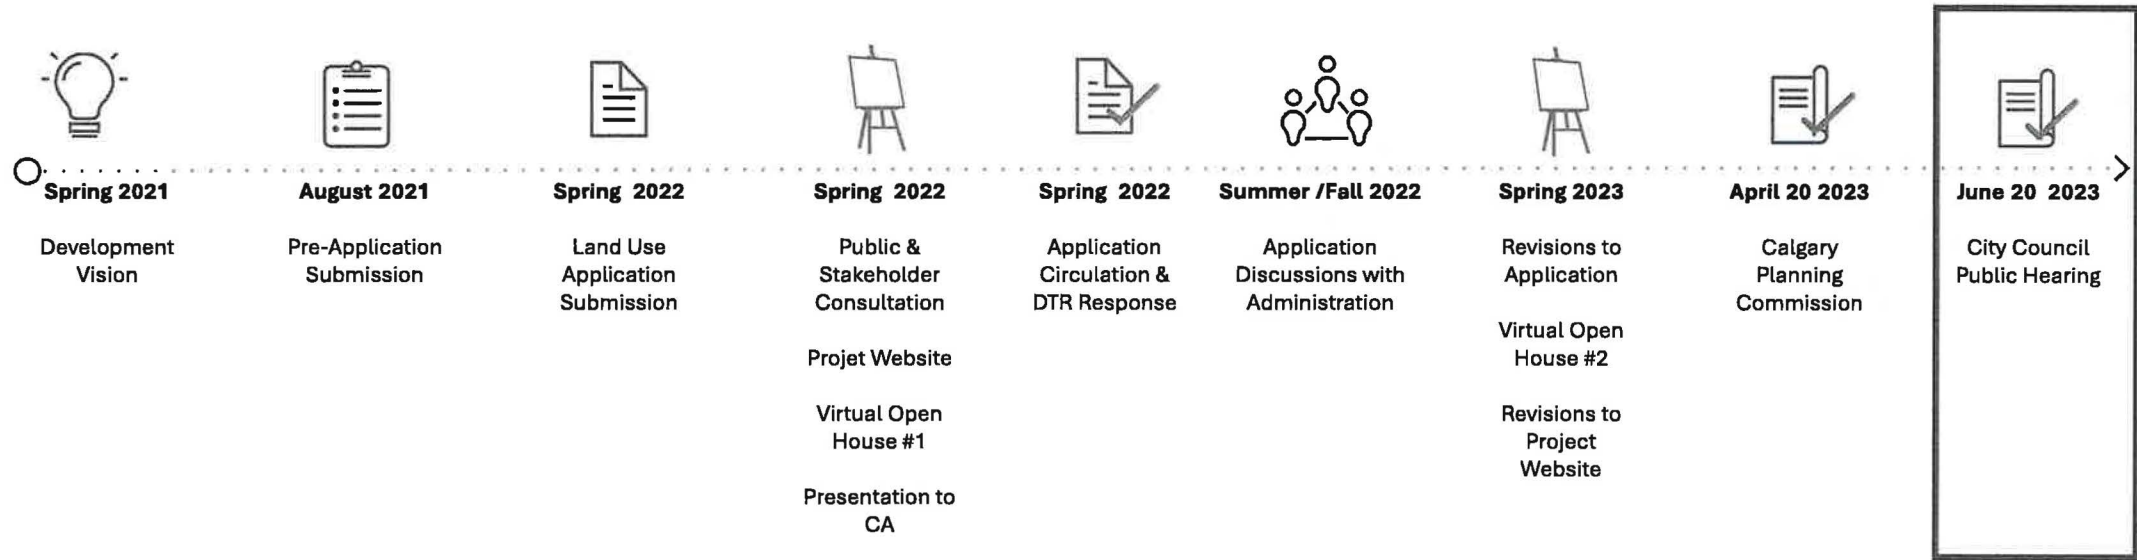 Spring 2021
Development
Vision
August 2021
Pre-Application
Submission
Spring 2022
Land Use
Application
Submission
Spring 2022
Public &
Stakeholder
Consultation
Projet Website
Virtual Open
House #1
Presentation to
CA
Spring 2022
Application
Circulation &
DTR Response
Summer /Fall 2022
Application
Discussions with
Administration
Spring 2023
Revisions to
Application
Virtual Open
House #2
Revisions to
Project
Website
April 20 2023
Calgary
Planning
Commission
June 20 2023
City Council
Public Hearing